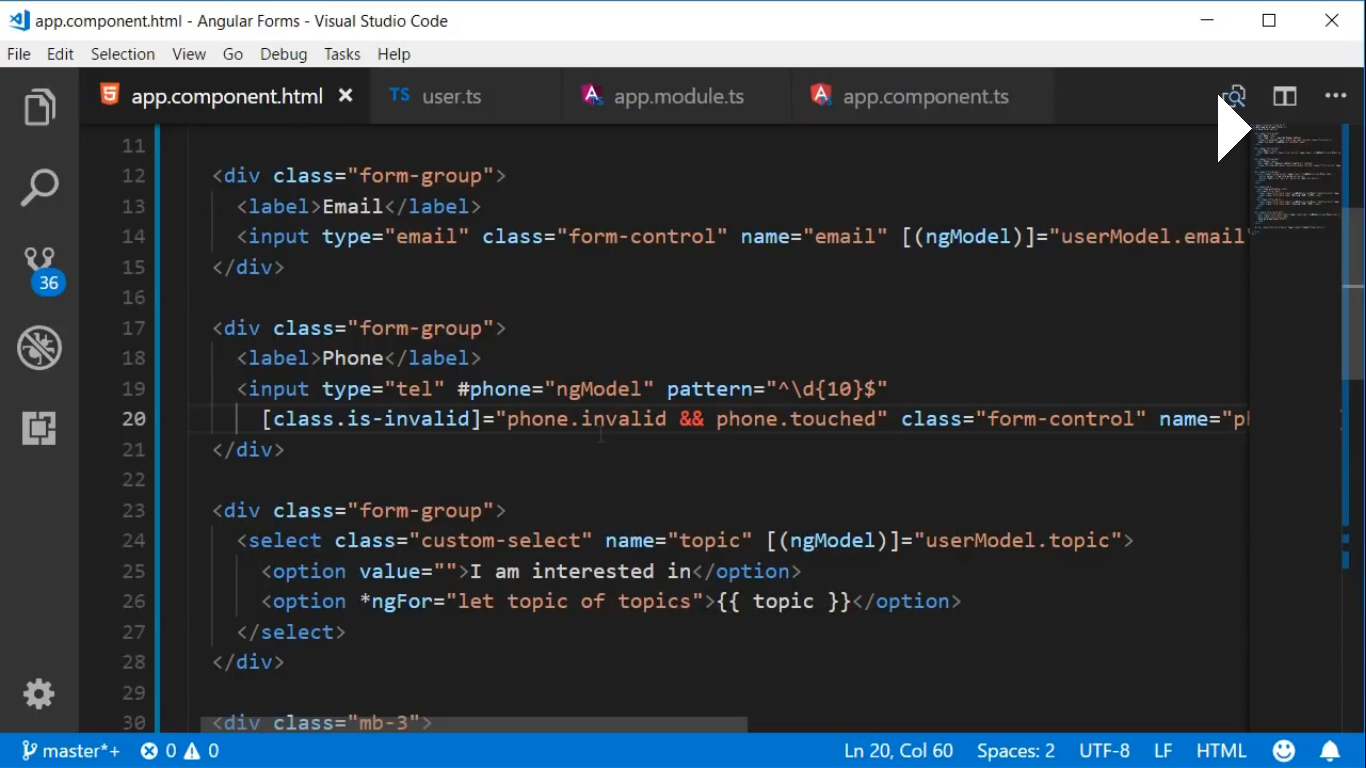 app.component.html - Angular Forms - Visual Studio Code
File Edit Selection View Go Debug Tasks Help
app.component.html TS user.ts app.module.ts app.component.ts
11
12 <div class="form-group">
13 <label>Email</label>
14 <input type="email" class="form-control" name="email" [(ngModel)]="userModel.email"
15 </div>
16
17 <div class="form-group">
18 <label>Phone</label>
19 <input type="tel" #phone="ngModel" pattern="^\d{10}$"
20 [class.is-invalid]="phone.invalid && phone.touched" class="form-control" name="ph
21 </div>
22
23 <div class="form-group">
24 <select class="custom-select" name="topic" [(ngModel)]="userModel.topic">
25 <option value="">I am interested in</option>
26 <option *ngFor="let topic of topics">{{ topic }}</option>
27 </select>
28 </div>
29
30 <div class="mb-3">
36
master*+ 0 0 Ln 20, Col 60 Spaces: 2 UTF-8 LF HTML